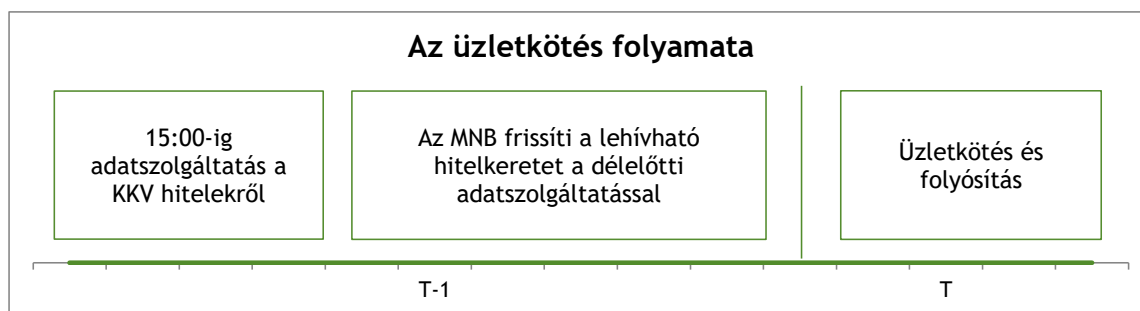 Az üzletkötés folyamata
15:00-ig
adatszolgáltatás a
KKV hitelekről
Az MNB frissíti a lehívható
hitelkeretet a délelőtti
adatszolgáltatással
Üzletkötés és
folyósítás
T-1
T